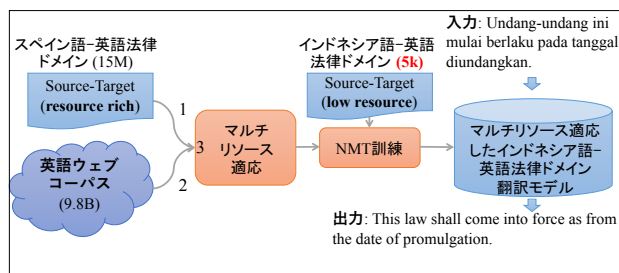 スペイン語–英語法律
ドメイン (15M)
Source-Target
(resource rich)
英語ウェブ
コーパス
(9.8B)
1
2
3
マルチ
リソース
適応
インドネシア語–英語
法律ドメイン (5k)
Source-Target
(low resource)
NMT訓練
入力: Undang-undang ini
mulai berlaku pada tanggal
diundangkan.
マルチリソース適応
したインドネシア語–
英語法律ドメイン
翻訳モデル
出力: This law shall come into force as from
the date of promulgation.